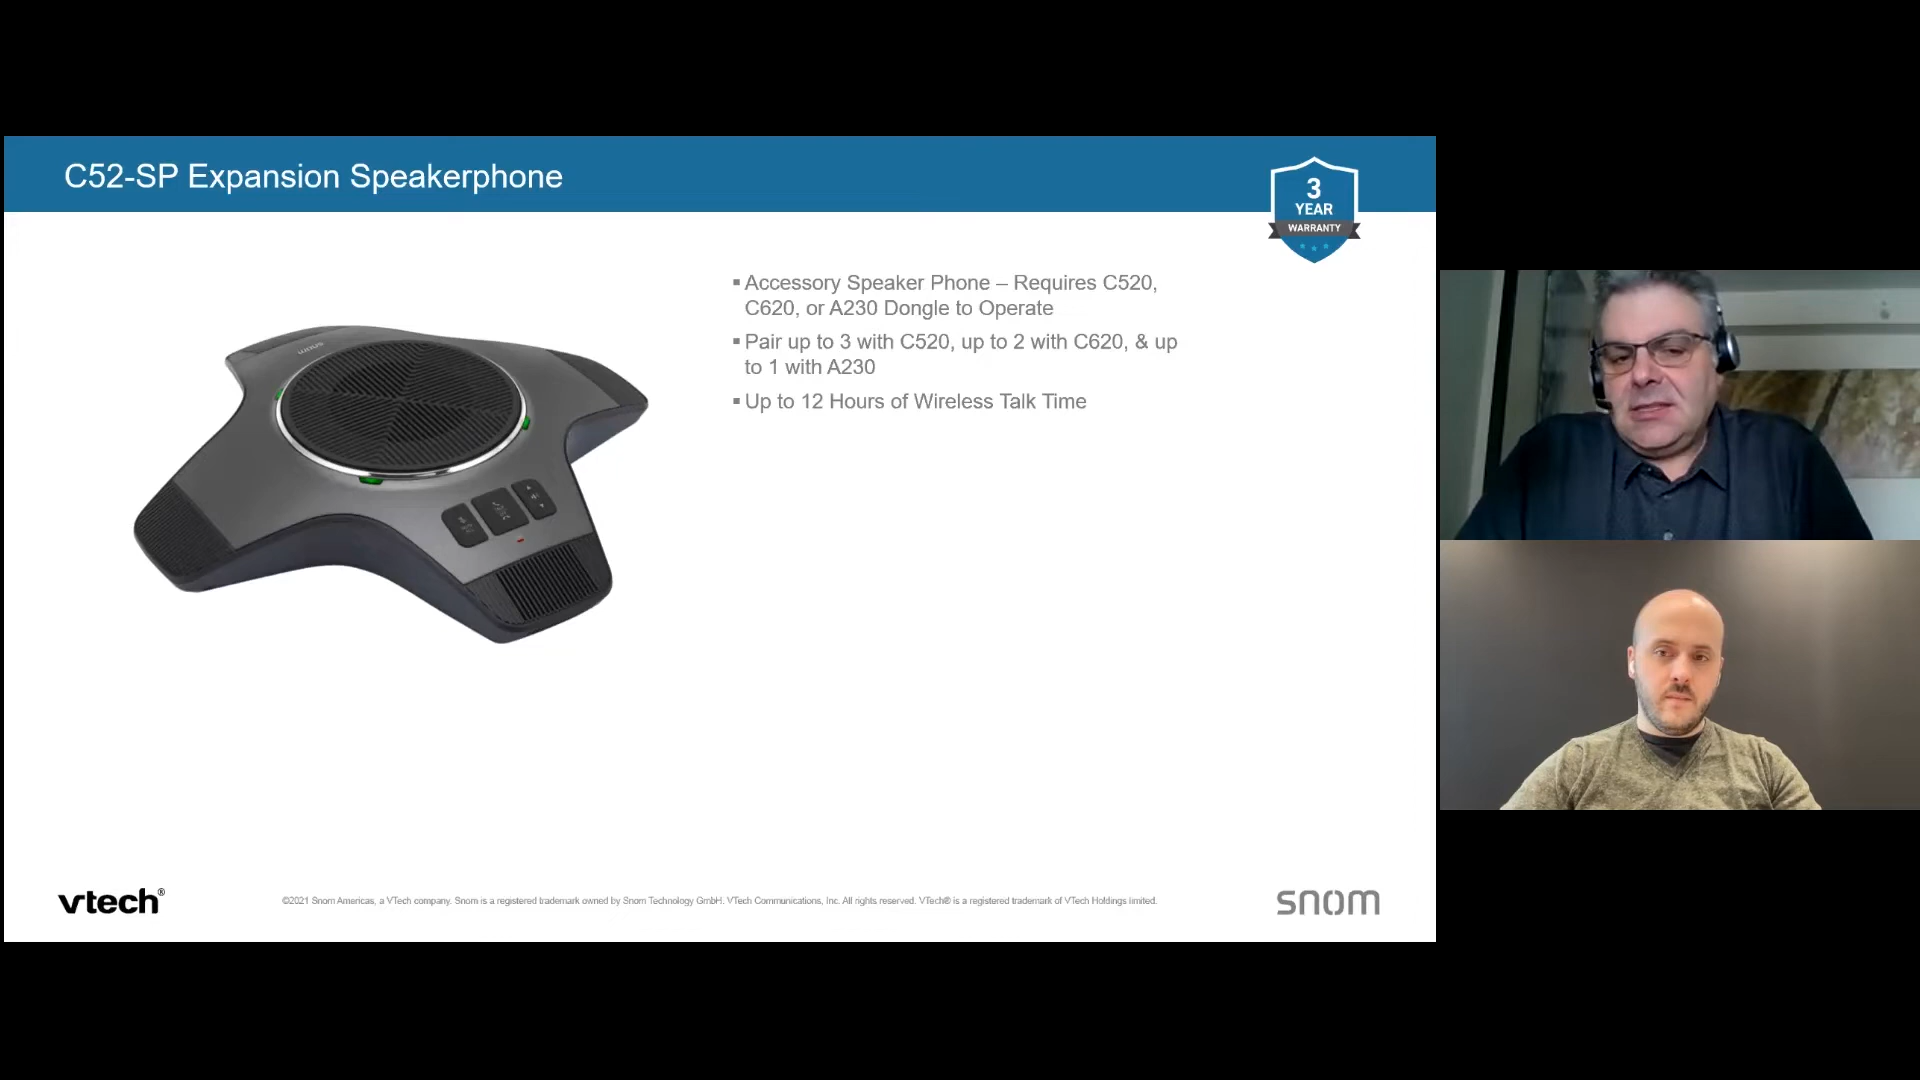 C52-SP Expansion Speakerphone
3
YEAR
WARRANTY
▪ Accessory Speaker Phone – Requires C520,
C620, or A230 Dongle to Operate
▪ Pair up to 3 with C520, up to 2 with C620, & up
to 1 with A230
▪ Up to 12 Hours of Wireless Talk Time
snom
vtech®
©2021 Snom Americas, a VTech company. Snom is a registered trademark owned by Snom Technology GmbH. VTech Communications, Inc. All rights reserved. VTech® is a registered trademark of VTech Holdings limited.
snom